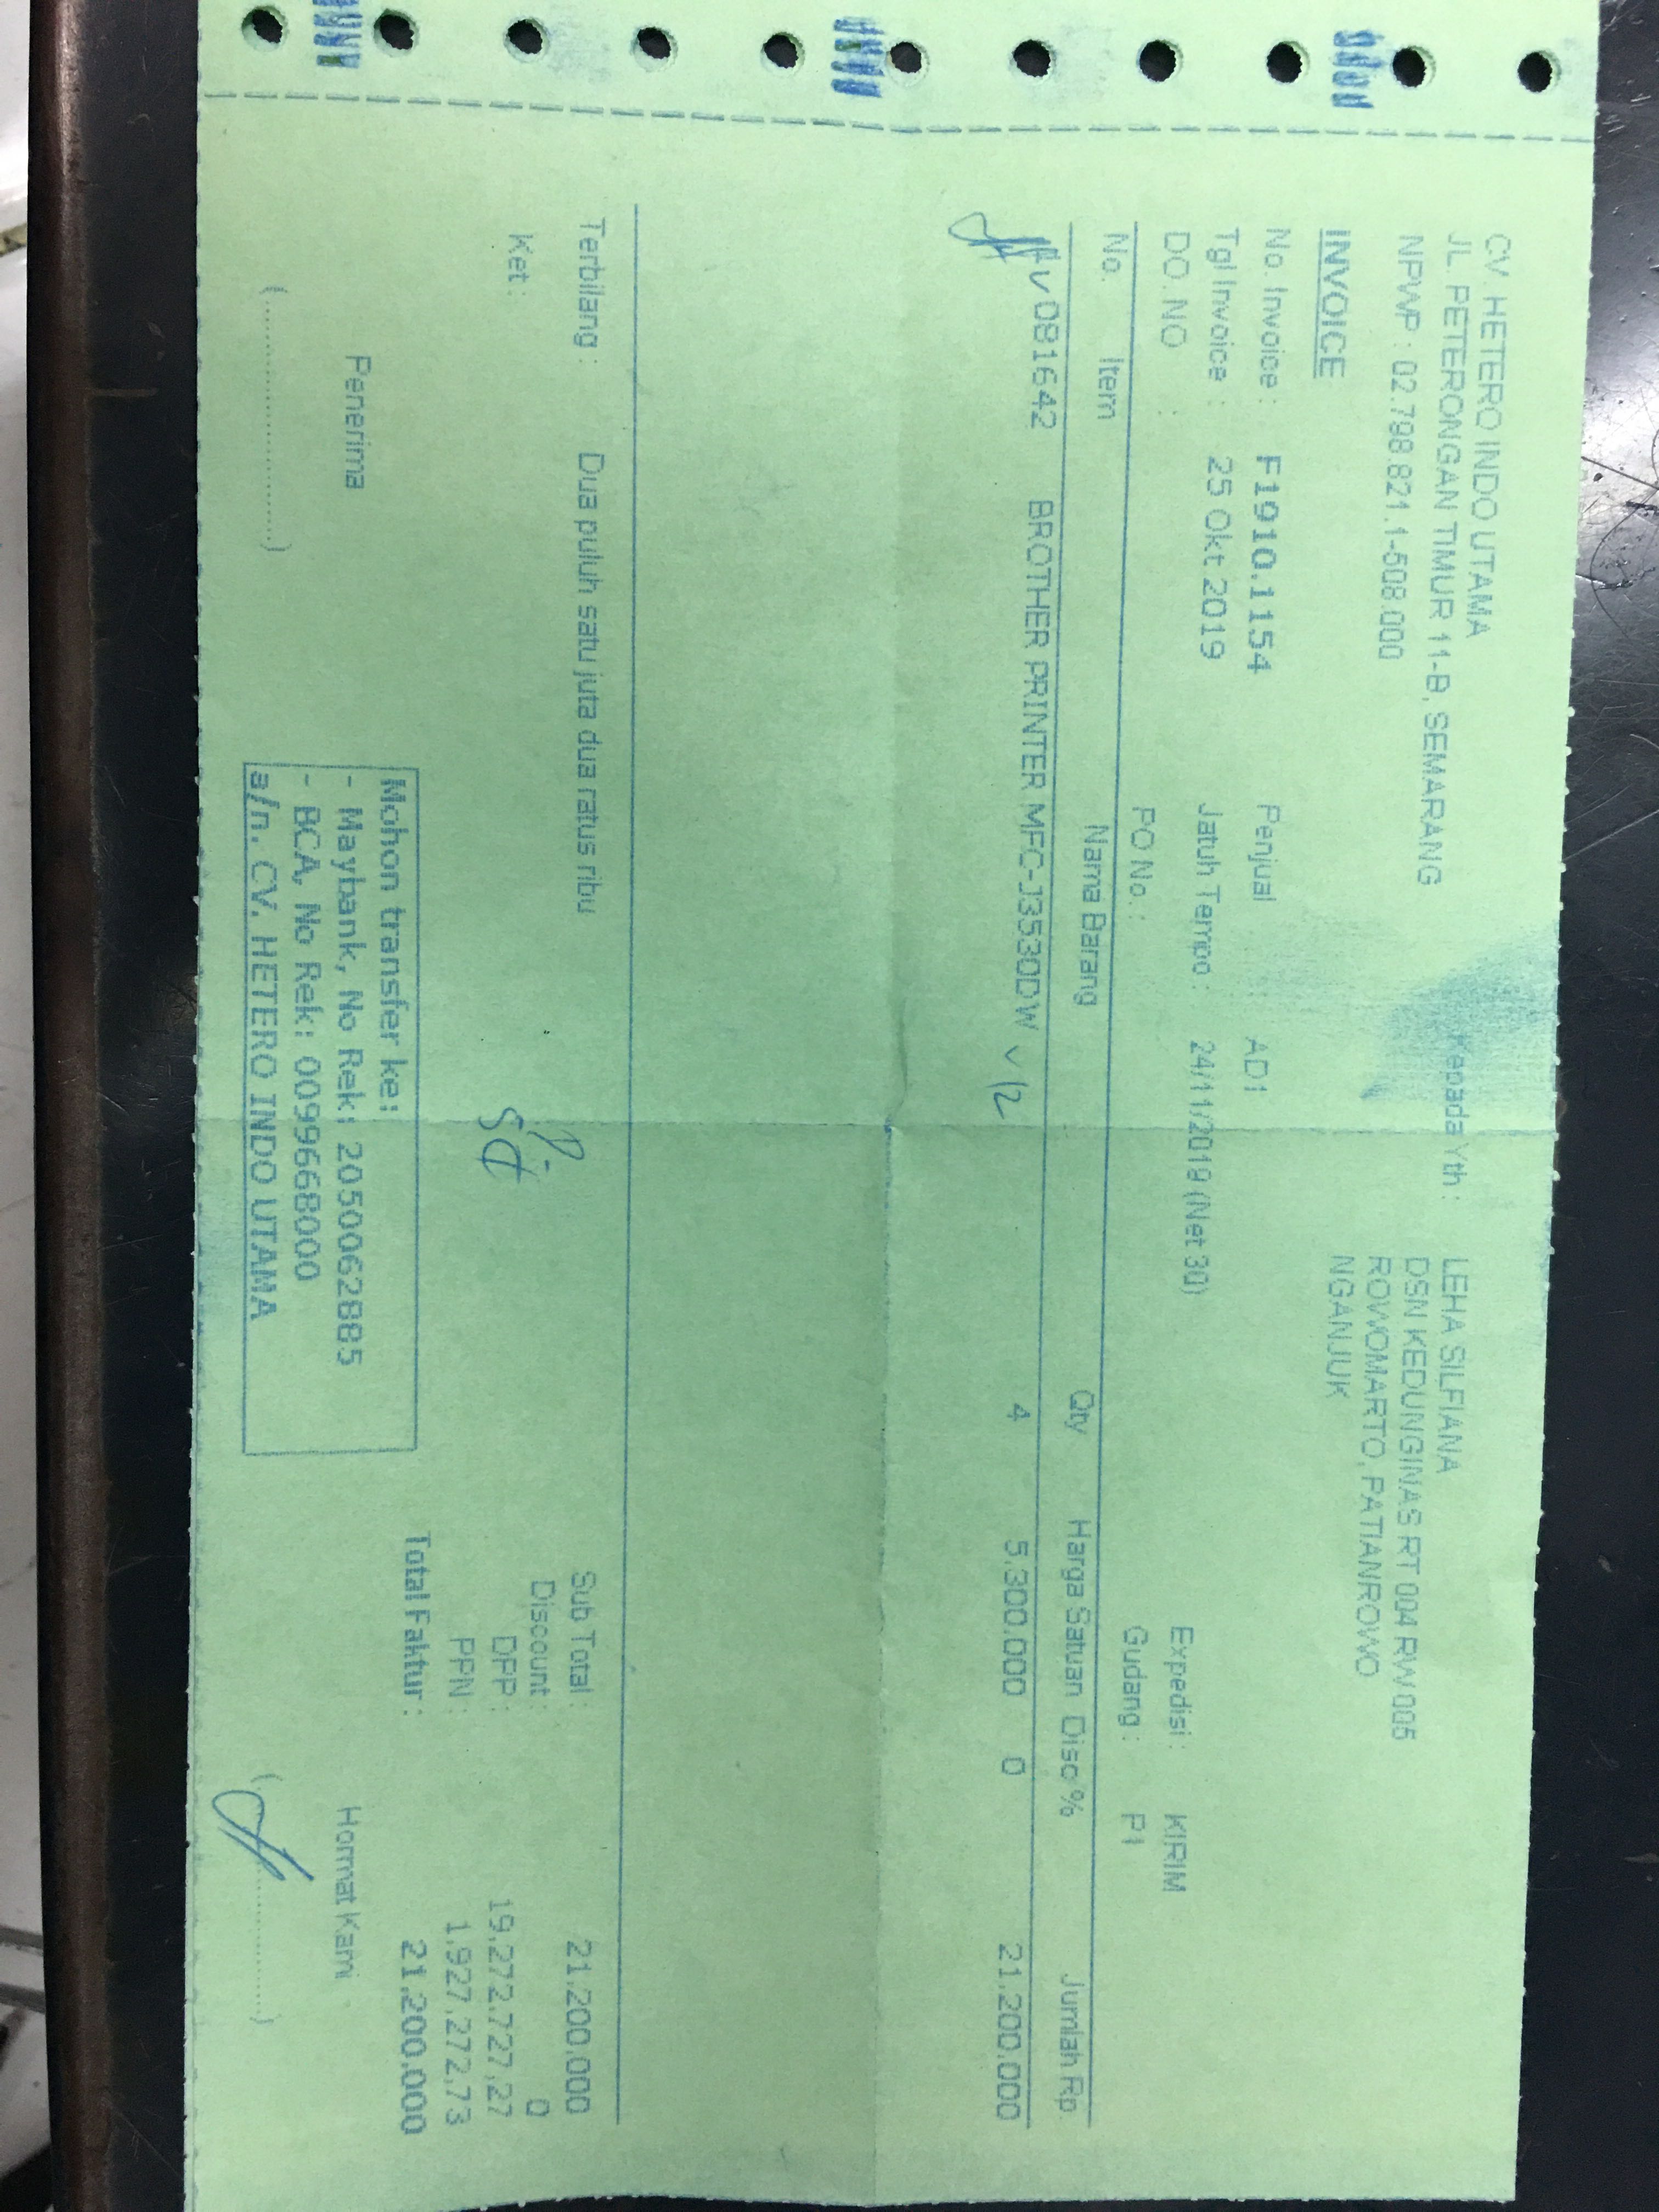 CV. HETERO INDO UTAMA
JL. PETERONGAN TIMUR 11-B, SEMARANG
NPWP : 02.798.821.1-508.000
Kepada Yth : LEHA SILFIANA
DSN KEDUNGINAS RT 004 RW 005
ROWOMARTO, PATIANROWO
NGANJUK
INVOICE
No. Invoice : F1910.1154 Penjual : AD1
Tgl Invoice : 25 Okt 2019 Jatuh Tempo : 24/11/2019 (Net 30) Expedisi : KIRIM
DO. NO : PO No. : Gudang : P1
No. Item Nama Barang Qty Harga Satuan Disc% Jumlah Rp.
081642 BROTHER PRINTER MFC-J3530DW 4 5.300.000 0 21.200.000
Terbilang : Dua puluh satu juta dua ratus ribu
Ket :
Sub Total : 21.200.000
Discount : 0
DPP : 19.272.727,27
PPN : 1.927.272,73
Total Faktur : 21.200.000
Penerima
(....................)
Mohon transfer ke:
- Maybank, No Rek: 2050062885
- BCA, No Rek: 0099668000
a/n. CV. HETERO INDO UTAMA
Hormat Kami
(....................)